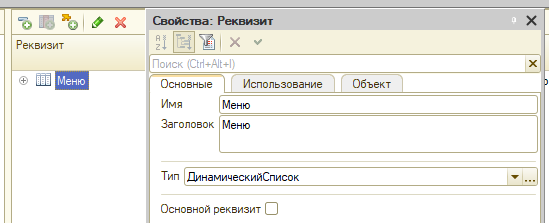 Свойства: Реквизит
Реквизит
Меню
Поиск (Ctrl+Alt+I)
Основные
Использование
Объект
Имя
Меню
Заголовок
Меню
Тип
ДинамическийСписок
...
Основной реквизит